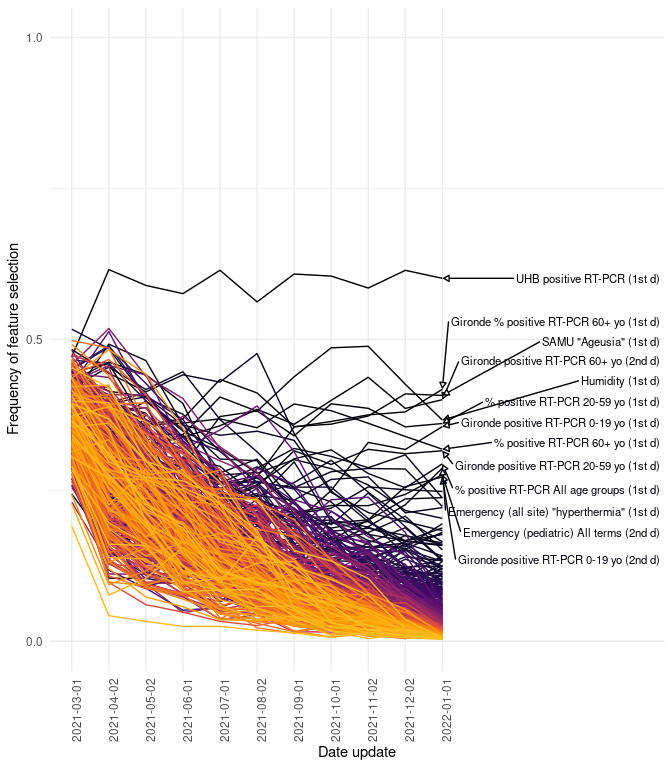 1.0
0.5
0.0
Frequency of feature selection
UHB positive RT-PCR (1st d)
Gironde % positive RT-PCR 60+ yo (1st d)
SAMU "Ageusia" (1st d)
Gironde positive RT-PCR 60+ yo (2nd d)
Humidity (1st d)
% positive RT-PCR 20-59 yo (1st d)
Gironde positive RT-PCR 0-19 yo (1st d)
% positive RT-PCR 60+ yo (1st d)
Gironde positive RT-PCR 20-59 yo (1st d)
% positive RT-PCR All age groups (1st d)
Emergency (all site) "hyperthermia" (1st d)
Emergency (pediatric) All terms (2nd d)
Gironde positive RT-PCR 0-19 yo (2nd d)
2021-03-01
2021-04-02
2021-05-02
2021-06-01
2021-07-01
2021-08-02
2021-09-01
2021-10-01
2021-11-02
2021-12-02
2022-01-01
Date update